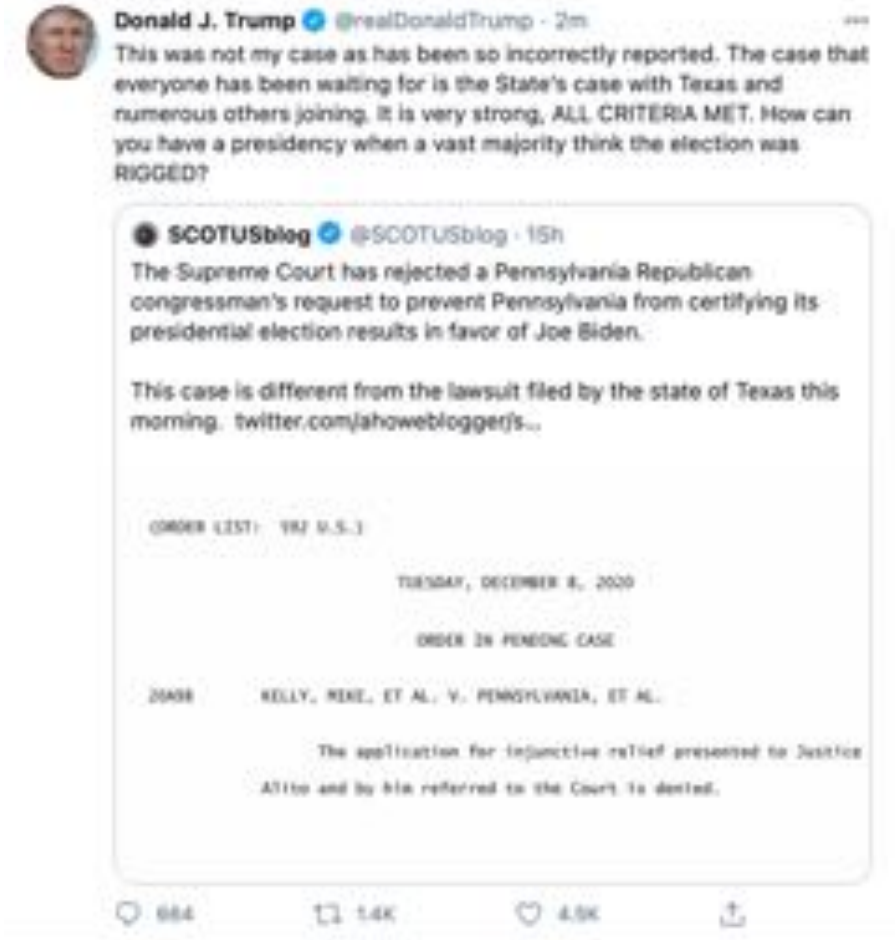 Donald J. Trump @realDonaldTrump · 2m
This was not my case as has been so incorrectly reported. The case that
everyone has been waiting for is the State's case with Texas and
numerous others joining. It is very strong, ALL CRITERIA MET. How can
you have a presidency when a vast majority think the election was
RIGGED?
SCOTUSblog @SCOTUSblog · 15h
The Supreme Court has rejected a Pennsylvania Republican
congressman's request to prevent Pennsylvania from certifying its
presidential election results in favor of Joe Biden.
This case is different from the lawsuit filed by the state of Texas this
morning. twitter.com/ahoweblogger/s...
(ORDER LIST: 592 U.S.)
TUESDAY, DECEMBER 8, 2020
ORDER IN PENDING CASE
20A98 KELLY, MIKE, ET AL. V. PENNSYLVANIA, ET AL.
The application for injunctive relief presented to Justice
Alito and by him referred to the Court is denied.
664 1.4K 4.9K